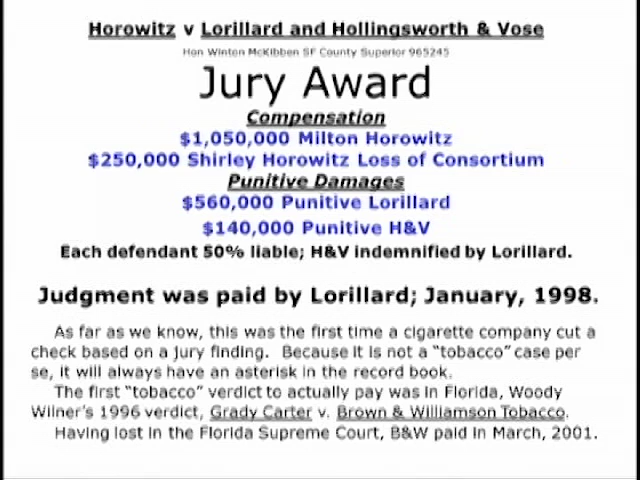 Horowitz v Lorillard and Hollingsworth & Vose
Hon Winton McKibben SF County Superior 965245
Jury Award
Compensation
$1,050,000 Milton Horowitz
$250,000 Shirley Horowitz Loss of Consortium
Punitive Damages
$560,000 Punitive Lorillard
$140,000 Punitive H&V
Each defendant 50% liable; H&V indemnified by Lorillard.
Judgment was paid by Lorillard; January, 1998.
As far as we know, this was the first time a cigarette company cut a
check based on a jury finding. Because it is not a "tobacco" case per
se, it will always have an asterisk in the record book.
The first "tobacco" verdict to actually pay was in Florida, Woody
Wilner's 1996 verdict, Grady Carter v. Brown & Williamson Tobacco.
Having lost in the Florida Supreme Court, B&W paid in March, 2001.